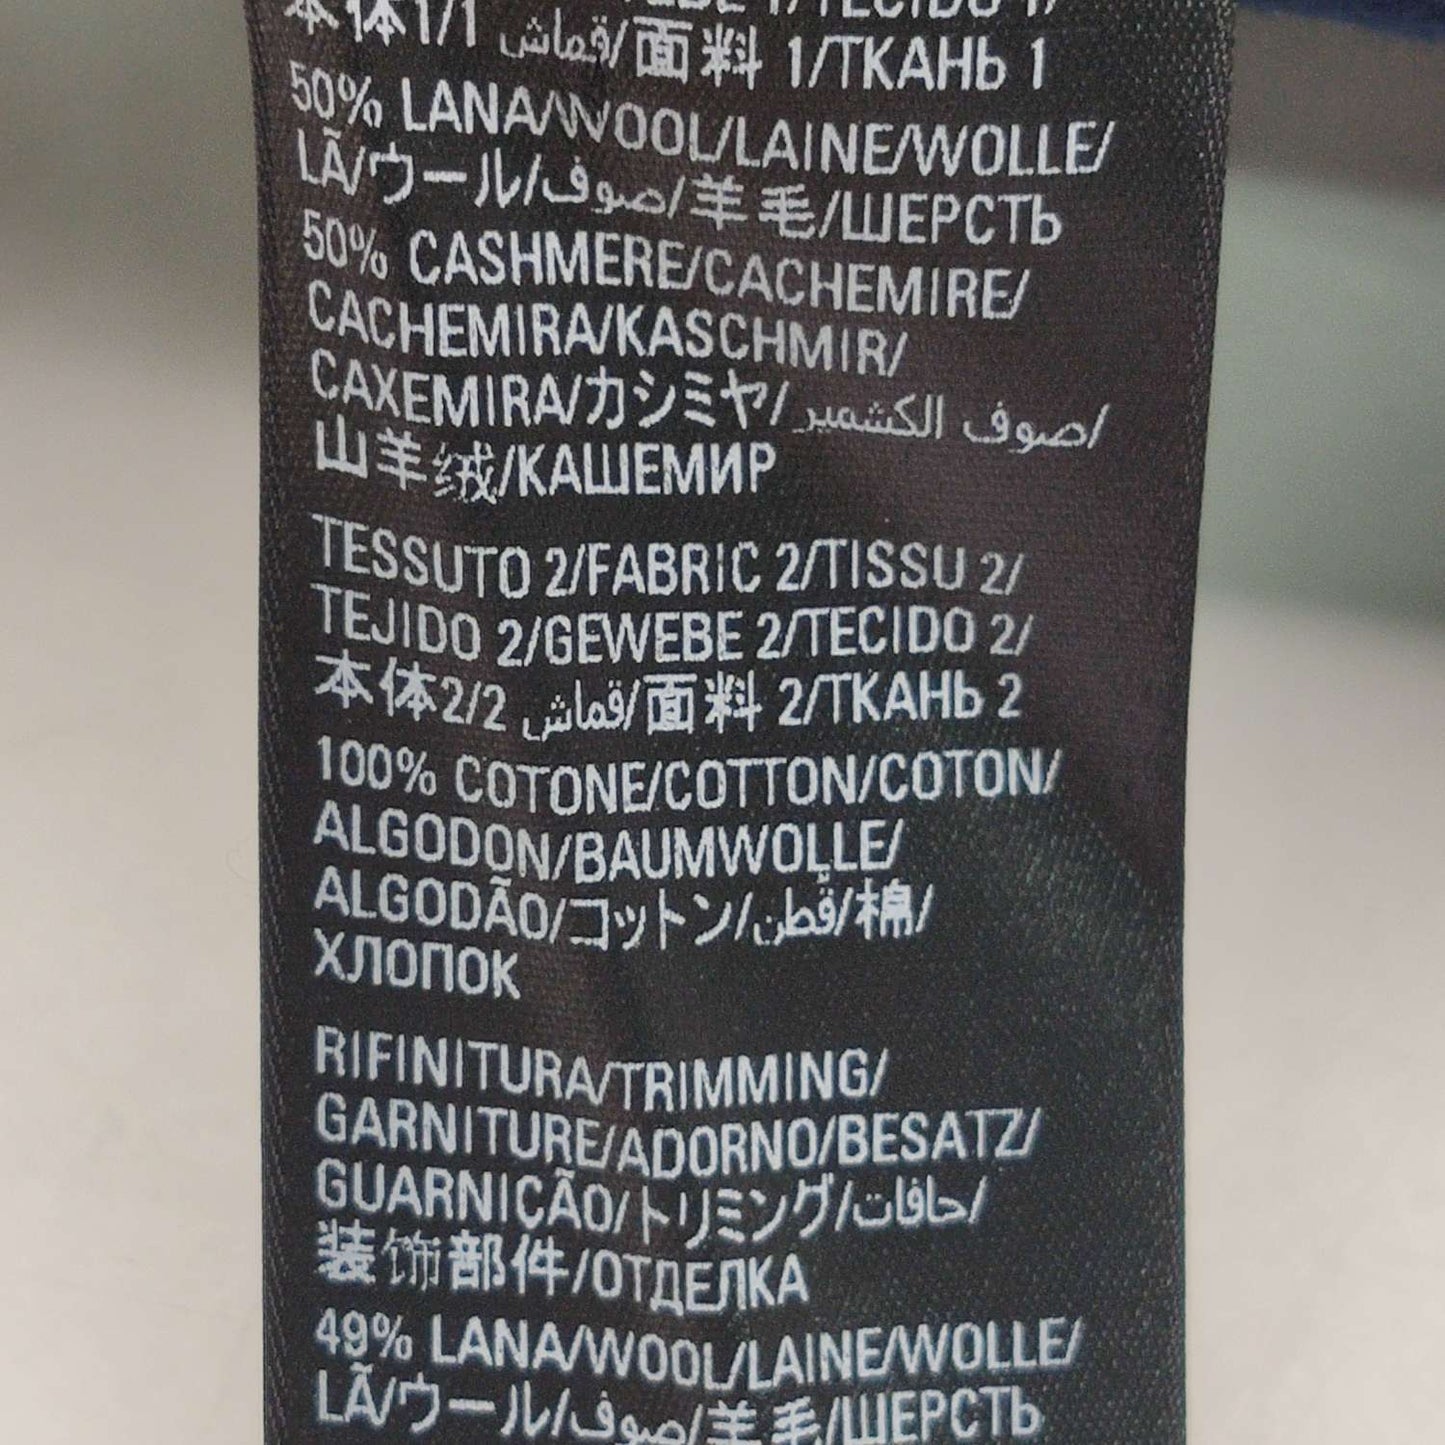 本体1/1 قماش/面料 1/ТКАНЬ 1
50% LANA/WOOL/LAINE/WOLLE/
LÃ/ウール/صوف/羊毛/ШЕРСТЬ
50% CASHMERE/CACHEMIRE/
CACHEMIRA/KASCHMIR/
CAXEMIRA/カシミヤ/صوف الكشمير/
山羊绒/КАШЕМИР
TESSUTO 2/FABRIC 2/TISSU 2/
TEJIDO 2/GEWEBE 2/TECIDO 2/
本体2/2 قماش/面料 2/ТКАНЬ 2
100% COTONE/COTTON/COTON/
ALGODON/BAUMWOLLE/
ALGODÃO/コットン/قطن/棉/
ХЛОПОК
RIFINITURA/TRIMMING/
GARNITURE/ADORNO/BESATZ/
GUARNIÇÃO/トリミング/حافات/
装饰部件/ОТДЕЛКА
49% LANA/WOOL/LAINE/WOLLE/
LÃ/ウール/صوف/羊毛/ШЕРСТЬ